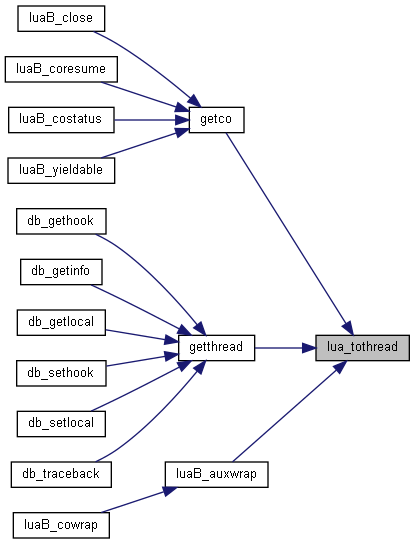 luaB_close
luaB_coresume
luaB_costatus
getco
luaB_yieldable
db_gethook
db_getinfo
db_getlocal
getthread
lua_tothread
db_sethook
db_setlocal
db_traceback
luaB_auxwrap
luaB_cowrap